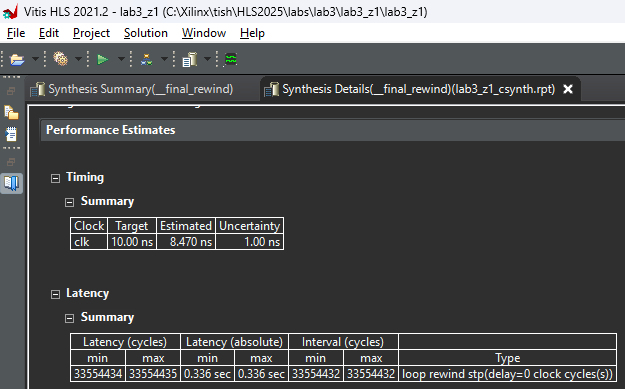 Vitis HLS 2021.2 - lab3_z1 (C:\Xilinx\tish\HLS2025\labs\lab3\lab3_z1\lab3_z1)
File Edit Project Solution Window Help
Synthesis Summary(__final_rewind) Synthesis Details(__final_rewind)(lab3_z1_csynth.rpt)
Performance Estimates
Timing
Summary
Clock Target Estimated Uncertainty
clk 10.00 ns 8.470 ns 1.00 ns
Latency
Summary
Latency (cycles) Latency (absolute) Interval (cycles)
min max min max min max Type
33554434 33554435 0.336 sec 0.336 sec 33554432 33554432 loop rewind stp(delay=0 clock cycles(s))